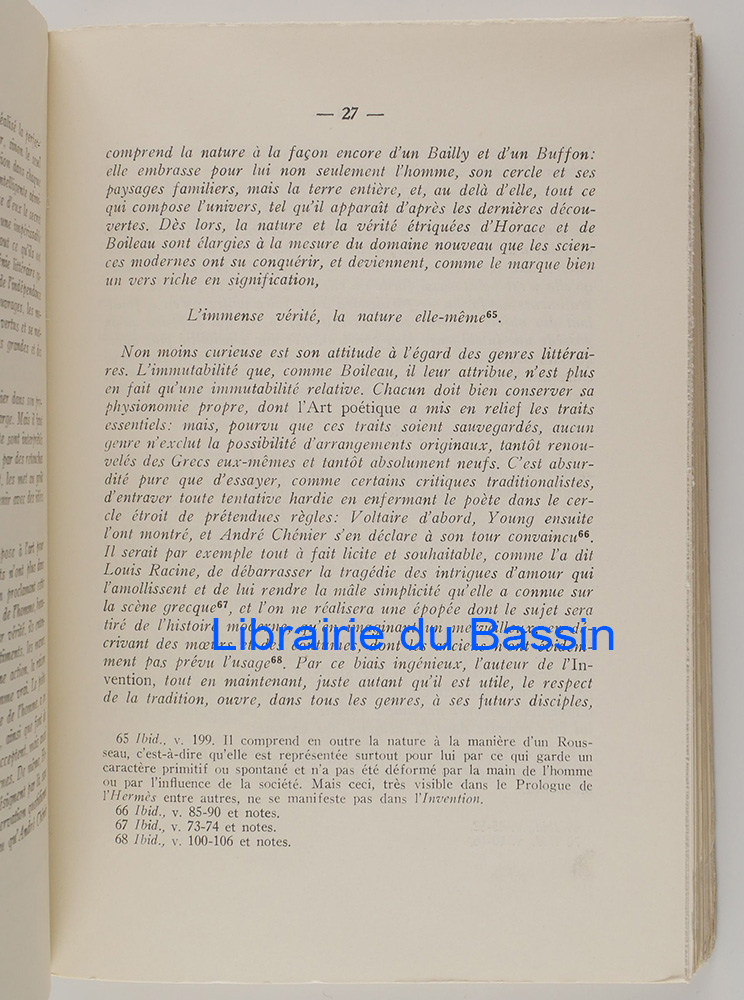 — 27 —
comprend la nature à la façon encore d'un Bailly et d'un Buffon:
elle embrasse pour lui non seulement l'homme, son cercle et ses
paysages familiers, mais la terre entière, et, au delà d'elle, tout ce
qui compose l'univers, tel qu'il apparaît d'après les dernières décou-
vertes. Dès lors, la nature et la vérité étriquées d'Horace et de
Boileau sont élargies à la mesure du domaine nouveau que les scien-
ces modernes ont su conquérir, et deviennent, comme le marque bien
un vers riche en signification,
L'immense vérité, la nature elle-même⁶⁵.
Non moins curieuse est son attitude à l'égard des genres littérai-
res. L'immutabilité que, comme Boileau, il leur attribue, n'est plus
en fait qu'une immutabilité relative. Chacun doit bien conserver sa
physionomie propre, dont l'Art poétique a mis en relief les traits
essentiels: mais, pourvu que ces traits soient sauvegardés, aucun
genre n'exclut la possibilité d'arrangements originaux, tantôt renou-
velés des Grecs eux-mêmes et tantôt absolument neufs. C'est absur-
dité pure que d'essayer, comme certains critiques traditionalistes,
d'entraver toute tentative hardie en enfermant le poète dans le cer-
cle étroit de prétendues règles: Voltaire d'abord, Young ensuite
l'ont montré, et André Chénier s'en déclare à son tour convaincu⁶⁶.
Il serait par exemple tout à fait licite et souhaitable, comme l'a dit
Louis Racine, de débarrasser la tragédie des intrigues d'amour qui
l'amollissent et de lui rendre la mâle simplicité qu'elle a connue sur
la scène grecque⁶⁷, et l'on ne réalisera une épopée dont le sujet sera
tiré de l'histoire moderne qu'en imaginant un merveilleux
Librairie du Bassin
crivant des mœurs et des dont les anciens n'ont évidem-
ment pas prévu l'usage⁶⁸. Par ce biais ingénieux, l'auteur de l'In-
vention, tout en maintenant, juste autant qu'il est utile, le respect
de la tradition, ouvre, dans tous les genres, à ses futurs disciples,
65 Ibid., v. 199. Il comprend en outre la nature à la manière d'un Rous-
seau, c'est-à-dire qu'elle est représentée surtout pour lui par ce qui garde un
caractère primitif ou spontané et n'a pas été déformé par la main de l'homme
ou par l'influence de la société. Mais ceci, très visible dans le Prologue de
l'Hermès entre autres, ne se manifeste pas dans l'Invention.
66 Ibid., v. 85-90 et notes.
67 Ibid., v. 73-74 et notes.
68 Ibid., v. 100-106 et notes.